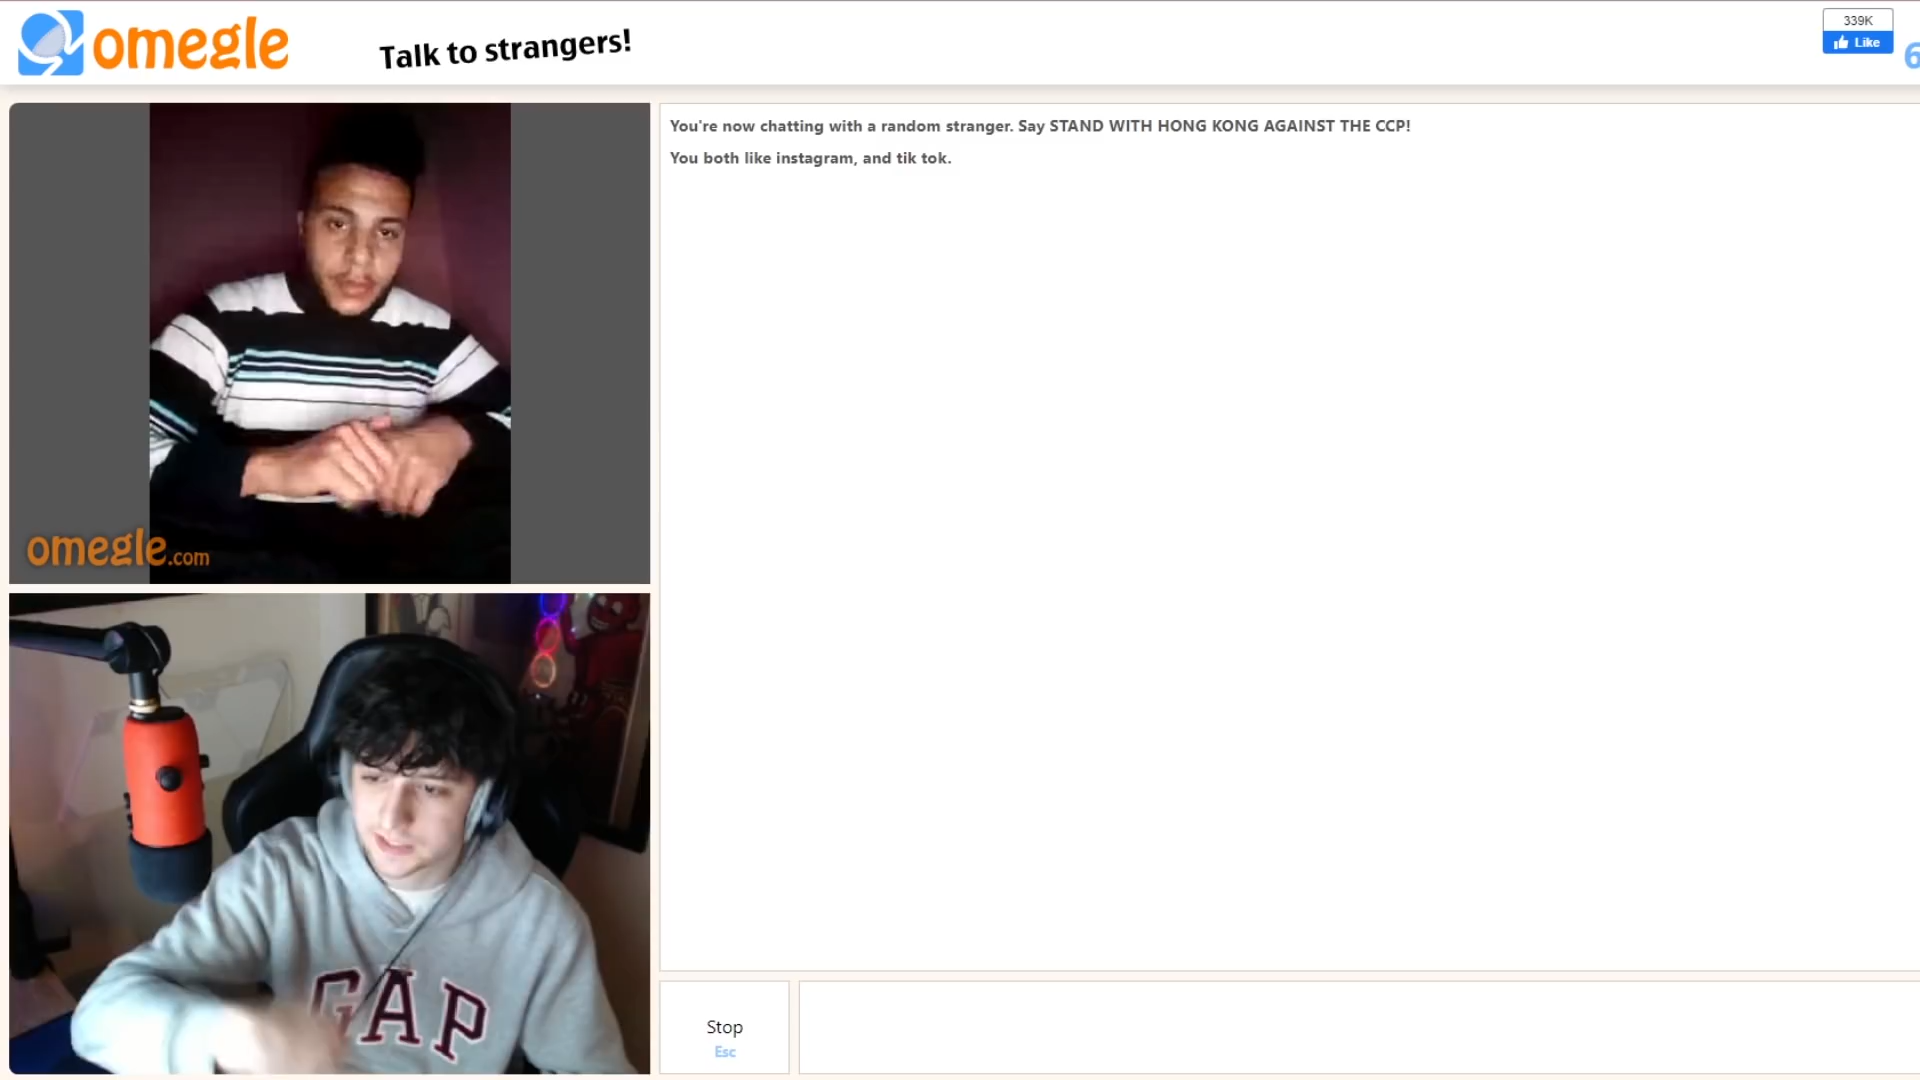 omegle
Talk to strangers!
339K
Like
6
You're now chatting with a random stranger. Say STAND WITH HONG KONG AGAINST THE CCP!
You both like instagram, and tik tok.
omegle.com
GAP
Stop
Esc